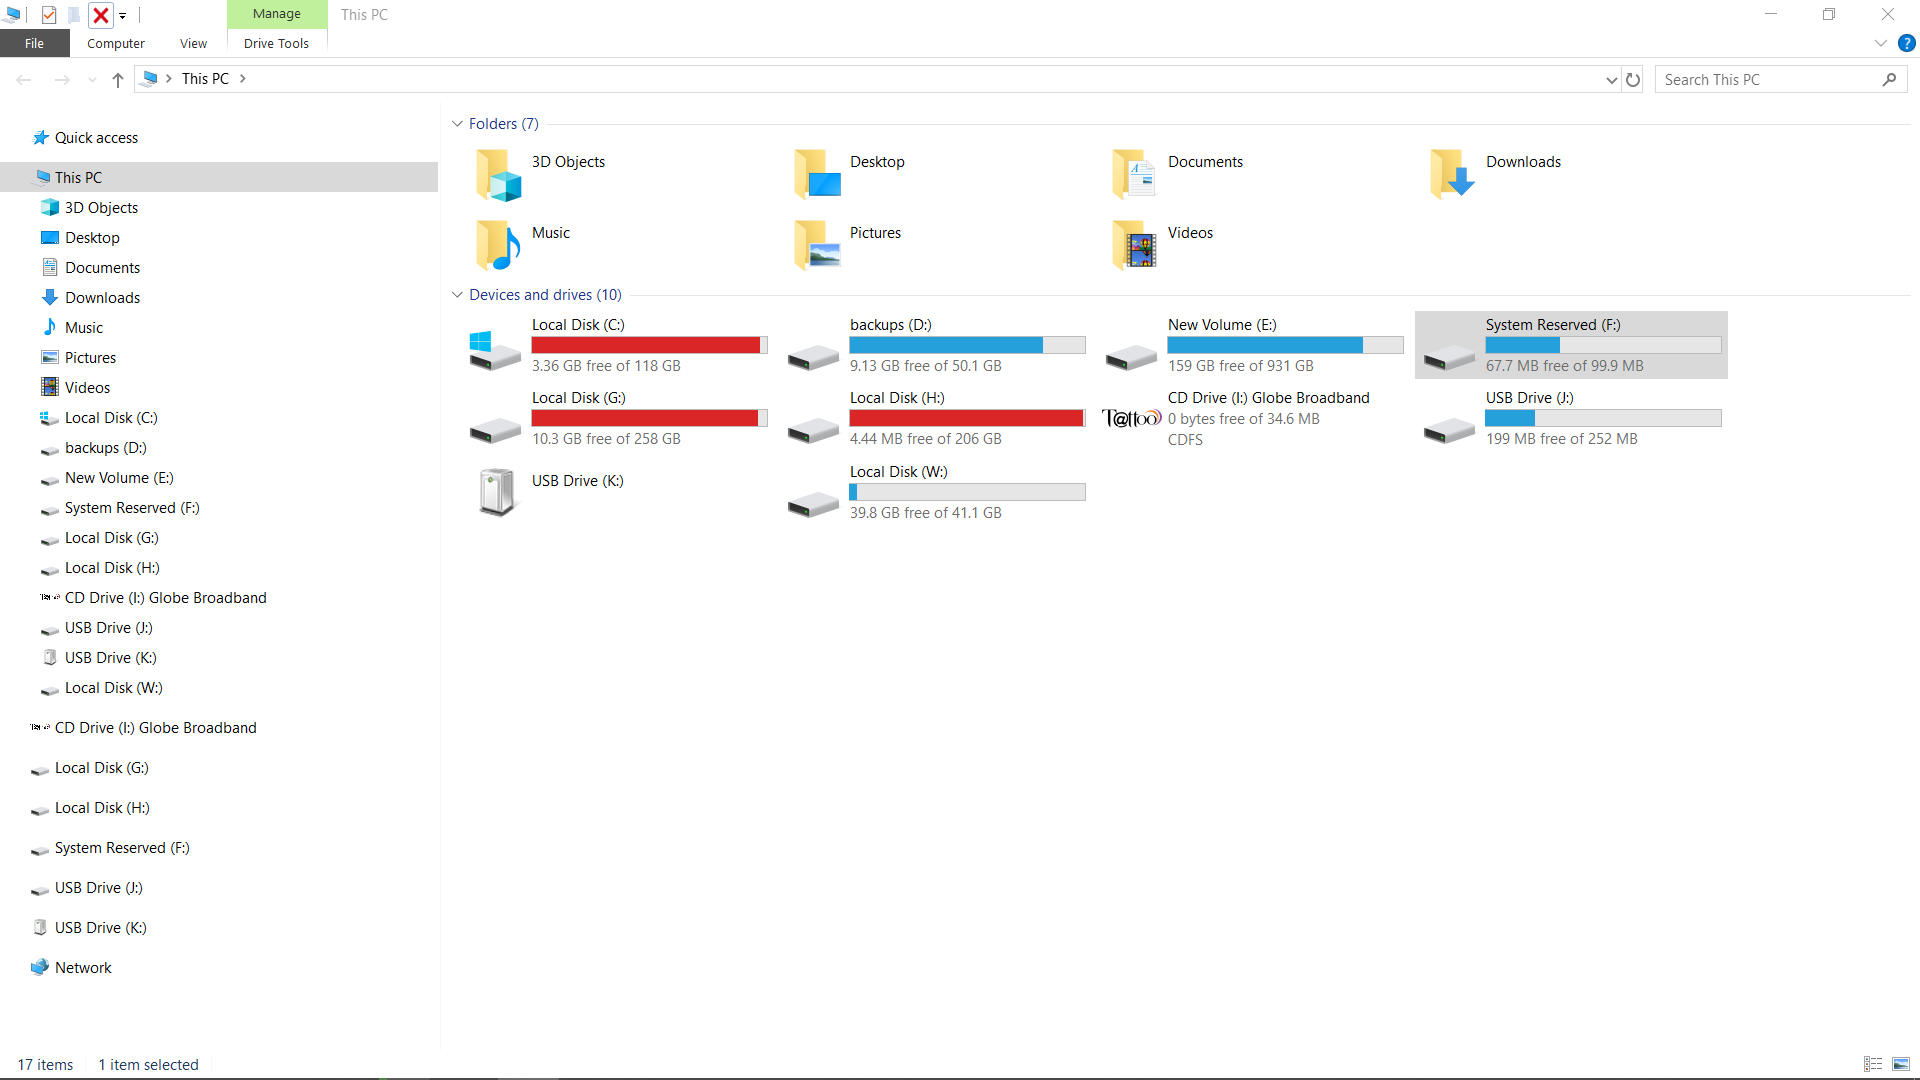 Manage
This PC
File
Computer
View
Drive Tools
?
This PC
Search This PC
Quick access
This PC
3D Objects
Desktop
Documents
Downloads
Music
Pictures
Videos
Local Disk (C:)
backups (D:)
New Volume (E:)
System Reserved (F:)
Local Disk (G:)
Local Disk (H:)
CD Drive (I:) Globe Broadband
USB Drive (J:)
USB Drive (K:)
Local Disk (W:)
CD Drive (I:) Globe Broadband
Local Disk (G:)
Local Disk (H:)
System Reserved (F:)
USB Drive (J:)
USB Drive (K:)
Network
Folders (7)
3D Objects
Desktop
Documents
Downloads
Music
Pictures
Videos
Devices and drives (10)
Local Disk (C:)
3.36 GB free of 118 GB
backups (D:)
9.13 GB free of 50.1 GB
New Volume (E:)
159 GB free of 931 GB
System Reserved (F:)
67.7 MB free of 99.9 MB
Local Disk (G:)
10.3 GB free of 258 GB
Local Disk (H:)
4.44 MB free of 206 GB
T@ttoo
CD Drive (I:) Globe Broadband
0 bytes free of 34.6 MB
CDFS
USB Drive (J:)
199 MB free of 252 MB
USB Drive (K:)
Local Disk (W:)
39.8 GB free of 41.1 GB
17 items
1 item selected